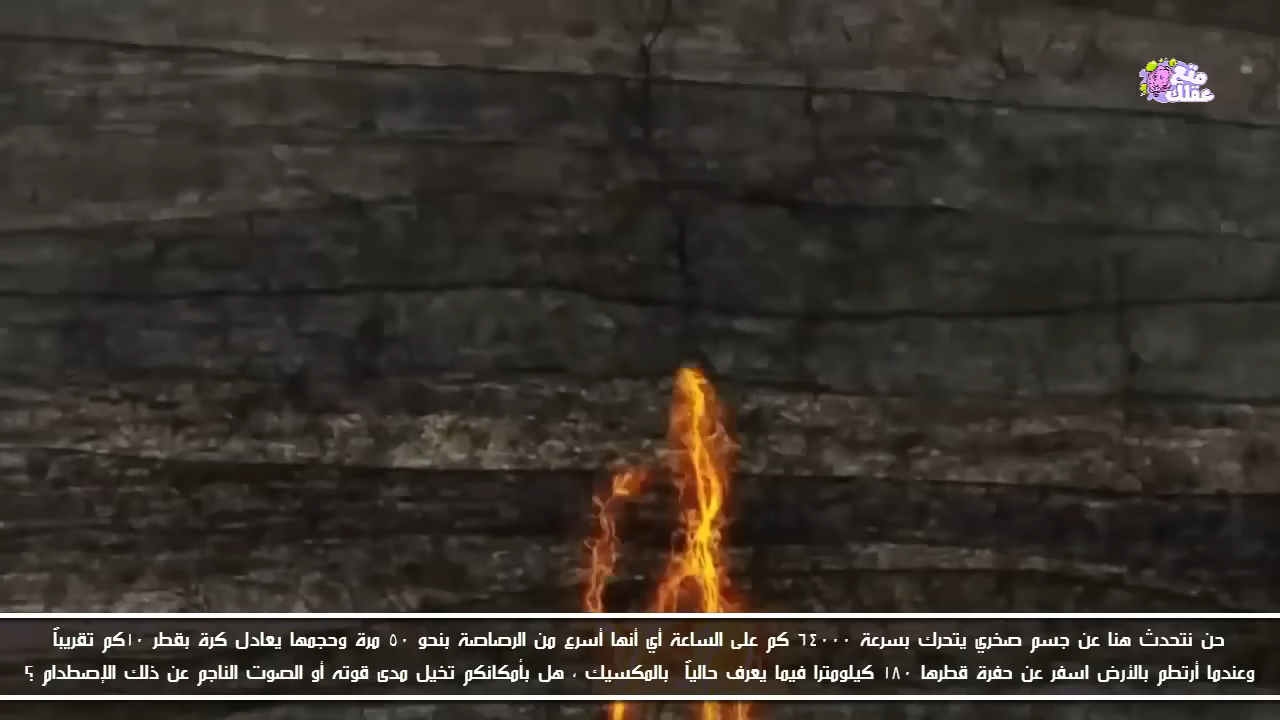 متع
عقلك
حن نتحدث هنا عن جسم صخري يتحرك بسرعة ٦٤٠٠٠ كم على الساعة أي أنها أسرع من الرصاصة بنحو ٥٠ مرة وحجمها يعادل كرة بقطر ١٠كم تقريباً
وعندما أرتطم بالأرض اسفر عن حفرة قطرها ١٨٠ كيلومترا فيما يعرف حالياً بالمكسيك ، هل بأمكانكم تخيل مدى قوته أو الصوت الناجم عن ذلك الإصطدام ؟